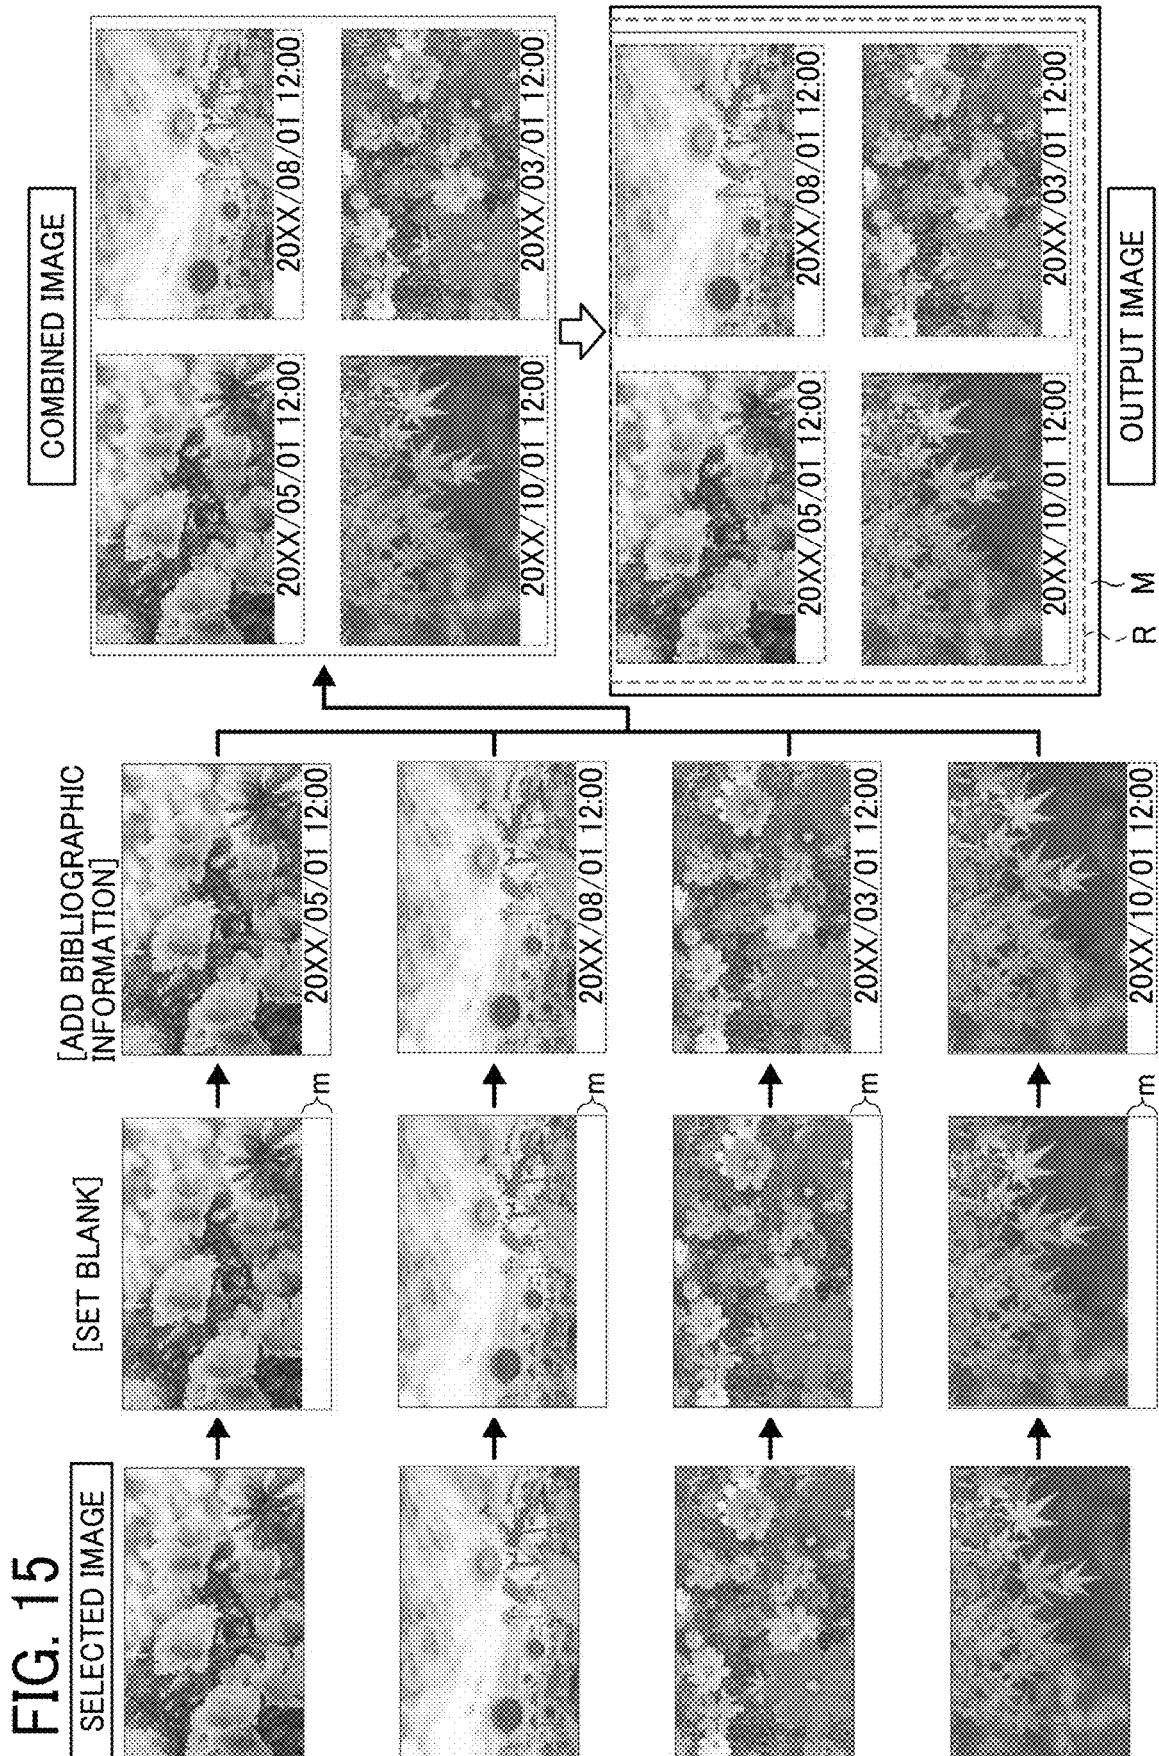 FIG. 15
SELECTED IMAGE
[SET BLANK]
[ADD BIBLIOGRAPHIC
INFORMATION]
COMBINED IMAGE
m
20XX/05/01 12:00
m
20XX/08/01 12:00
m
20XX/03/01 12:00
m
20XX/10/01 12:00
20XX/05/01 12:00
20XX/08/01 12:00
20XX/10/01 12:00
20XX/03/01 12:00
20XX/05/01 12:00
20XX/08/01 12:00
20XX/10/01 12:00
20XX/03/01 12:00
R
M
OUTPUT IMAGE